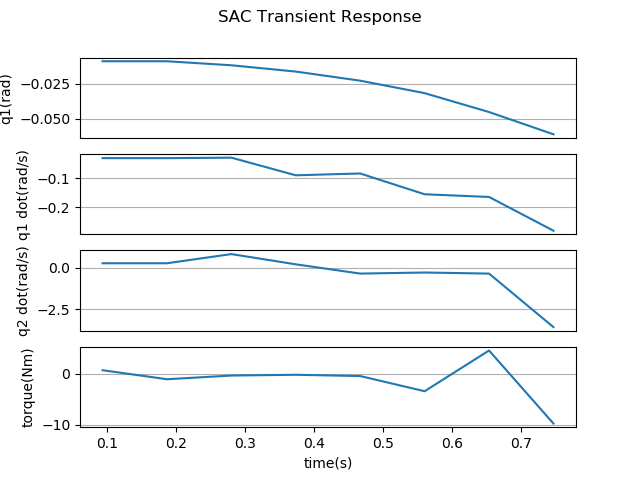 SAC Transient Response
q1(rad)
−0.025
−0.050
q1 dot(rad/s)
−0.1
−0.2
q2 dot(rad/s)
0.0
−2.5
torque(Nm)
0
−10
0.1 0.2 0.3 0.4 0.5 0.6 0.7
time(s)